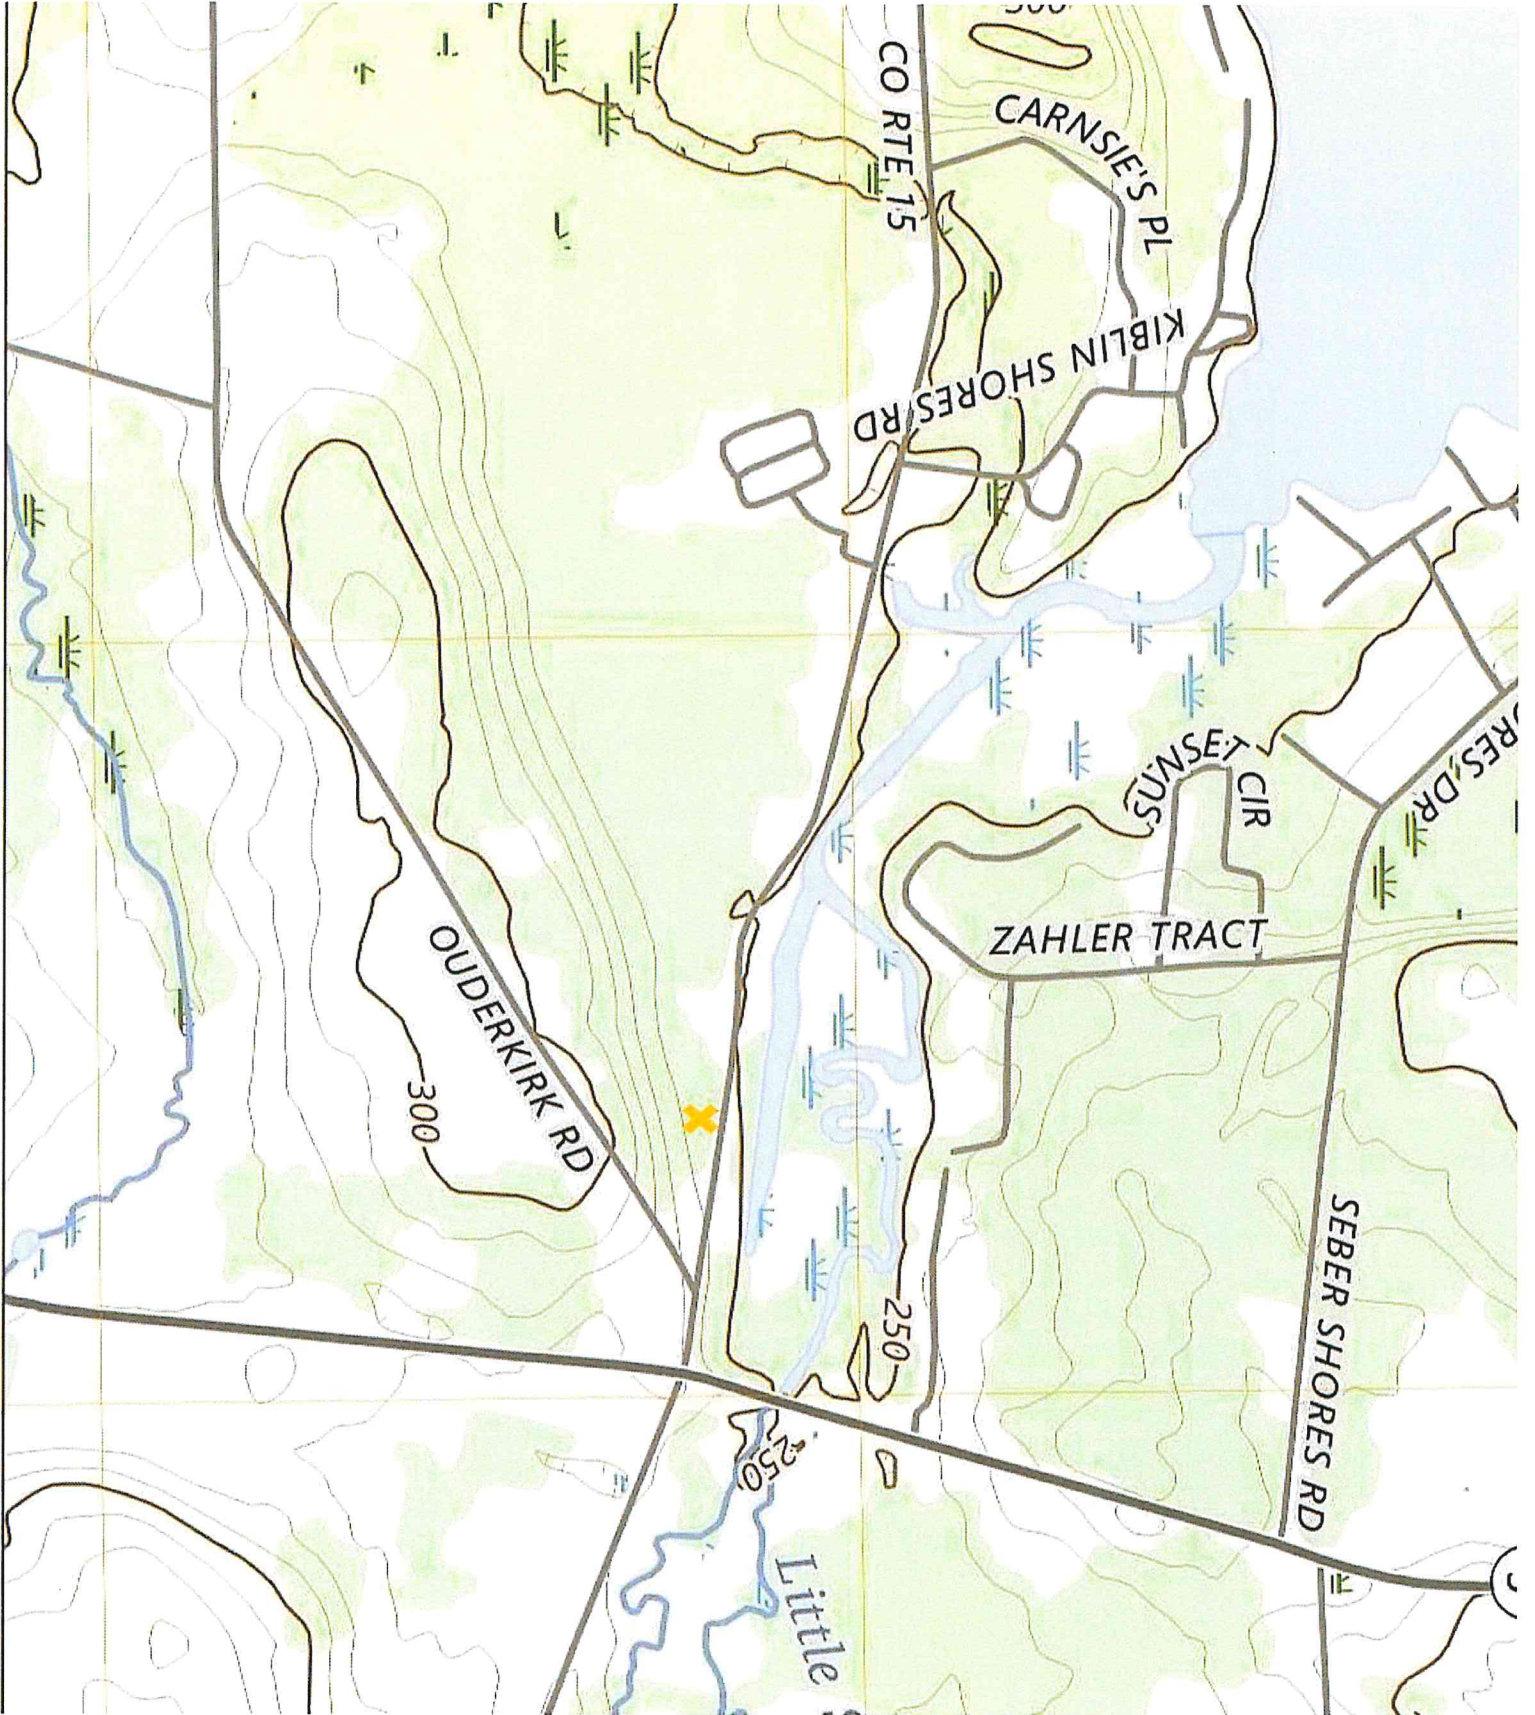 300
CO RTE 15
CARNSIE'S PL
KIBLIN SHORES RD
SUNSET CIR
ZAHLER TRACT
OUDERKIRK RD
300
SEBER SHORES RD
250
250
Little